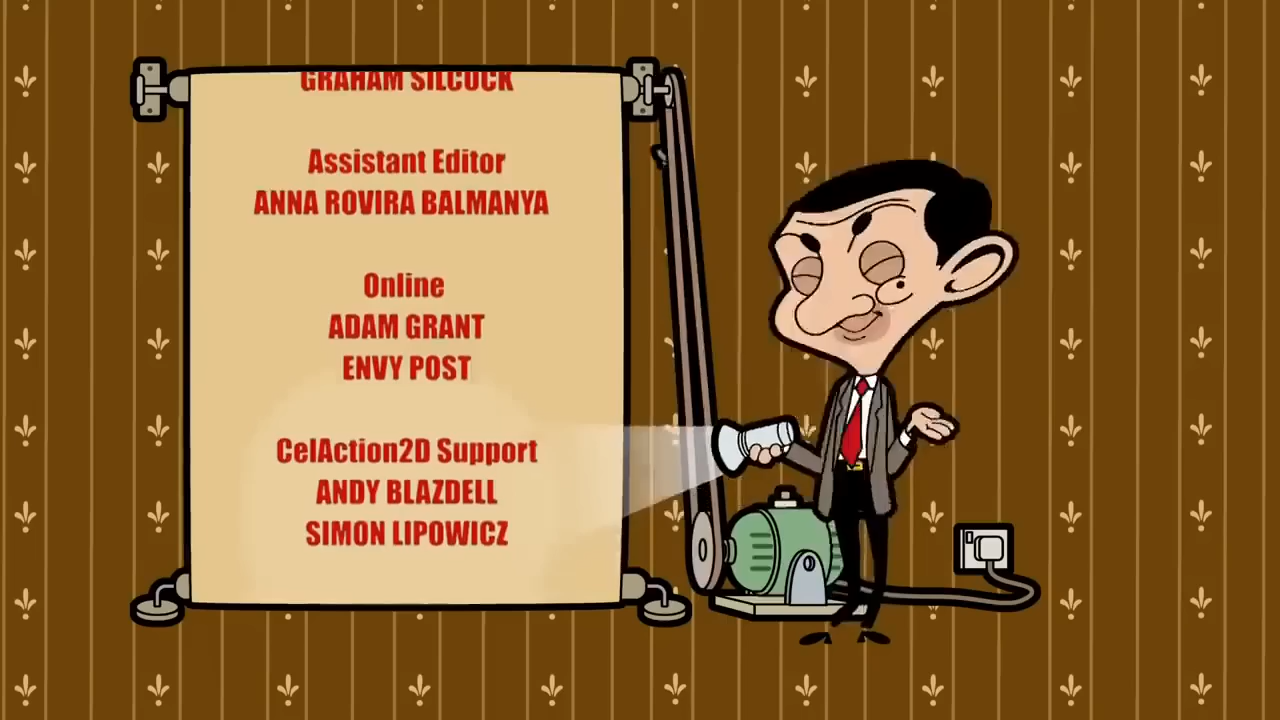 GRAHAM SILCOCK
Assistant Editor
ANNA ROVIRA BALMANYA
Online
ADAM GRANT
ENVY POST
CelAction2D Support
ANDY BLAZDELL
SIMON LIPOWICZ